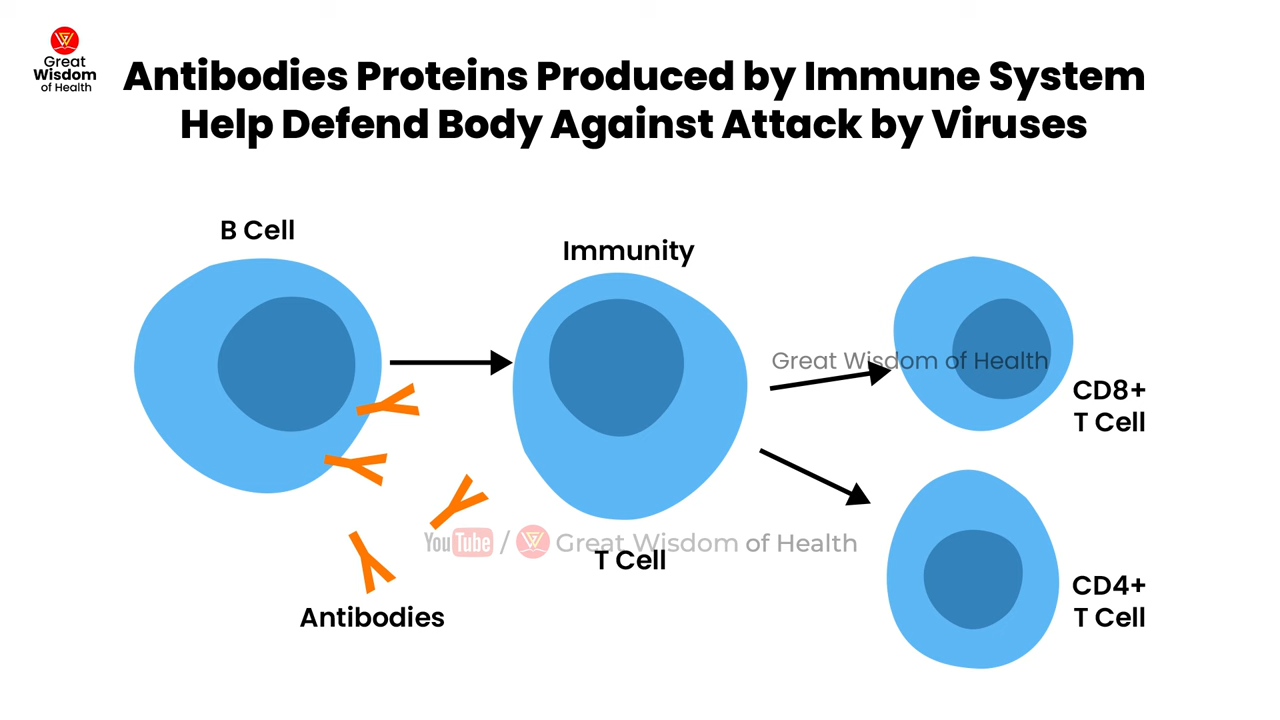 Great
Wisdom
of Health
Antibodies Proteins Produced by Immune System
Help Defend Body Against Attack by Viruses
B Cell
Immunity
Great Wisdom of Health
CD8+
T Cell
YouTube / Great Wisdom of Health
T Cell
CD4+
T Cell
Antibodies